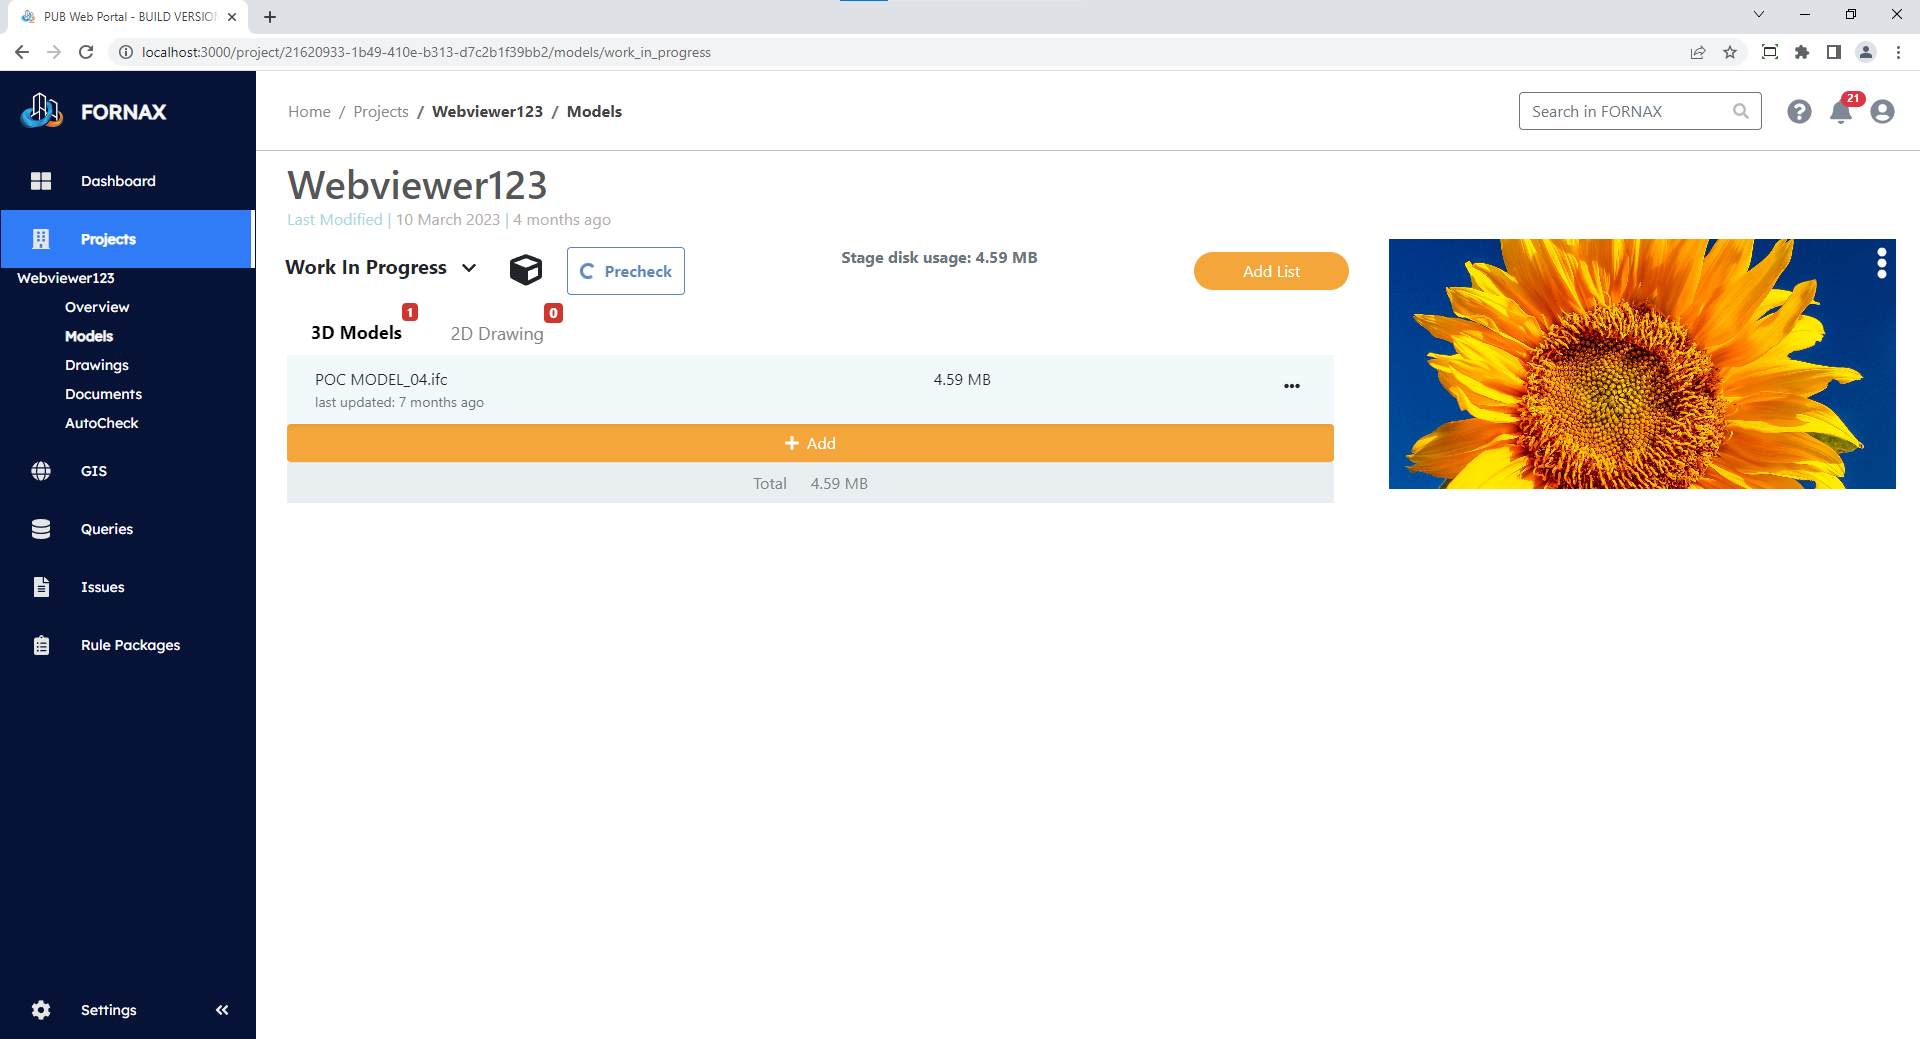 PUB Web Portal - BUILD VERSION
localhost:3000/project/21620933-1b49-410e-b313-d7c2b1f39bb2/models/work_in_progress
FORNAX
Dashboard
Projects
Webviewer123
Overview
Models
Drawings
Documents
AutoCheck
GIS
Queries
Issues
Rule Packages
Settings
Home / Projects / Webviewer123 / Models
Search in FORNAX
21
Webviewer123
Last Modified | 10 March 2023 | 4 months ago
Work In Progress
Precheck
Stage disk usage: 4.59 MB
Add List
3D Models 1
2D Drawing 0
POC MODEL_04.ifc
4.59 MB
last updated: 7 months ago
Add
Total 4.59 MB